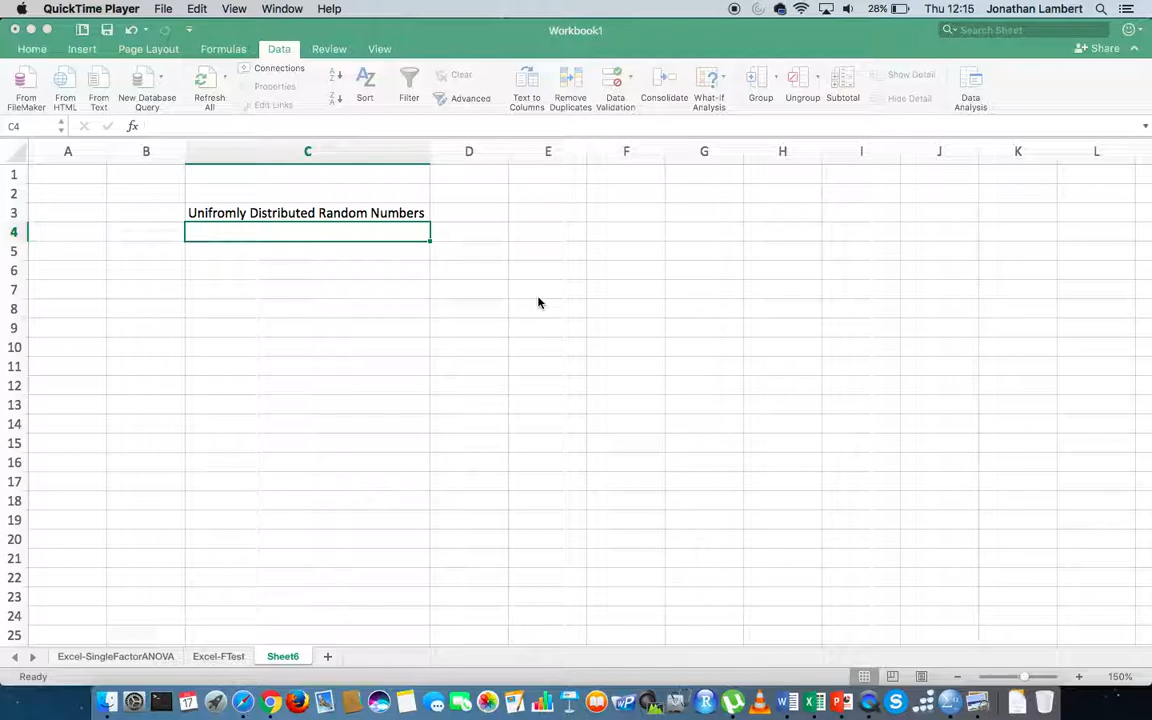 QuickTime Player File Edit View Window Help 28% Thu 12:15 Jonathan Lambert
Workbook1 Search Sheet
Home Insert Page Layout Formulas Data Review View Share
From FileMaker From HTML From Text New Database Query Refresh All Connections Properties Edit Links Sort Filter Clear Advanced Text to Columns Remove Duplicates Data Validation Consolidate What-If Analysis Group Ungroup Subtotal Show Detail Hide Detail Data Analysis
C4 fx
A B C D E F G H I J K L
1
2
3 Unifromly Distributed Random Numbers
4
5
6
7
8
9
10
11
12
13
14
15
16
17
18
19
20
21
22
23
24
25
Excel-SingleFactorANOVA Excel-FTest Sheet6 +
Ready 150%
17